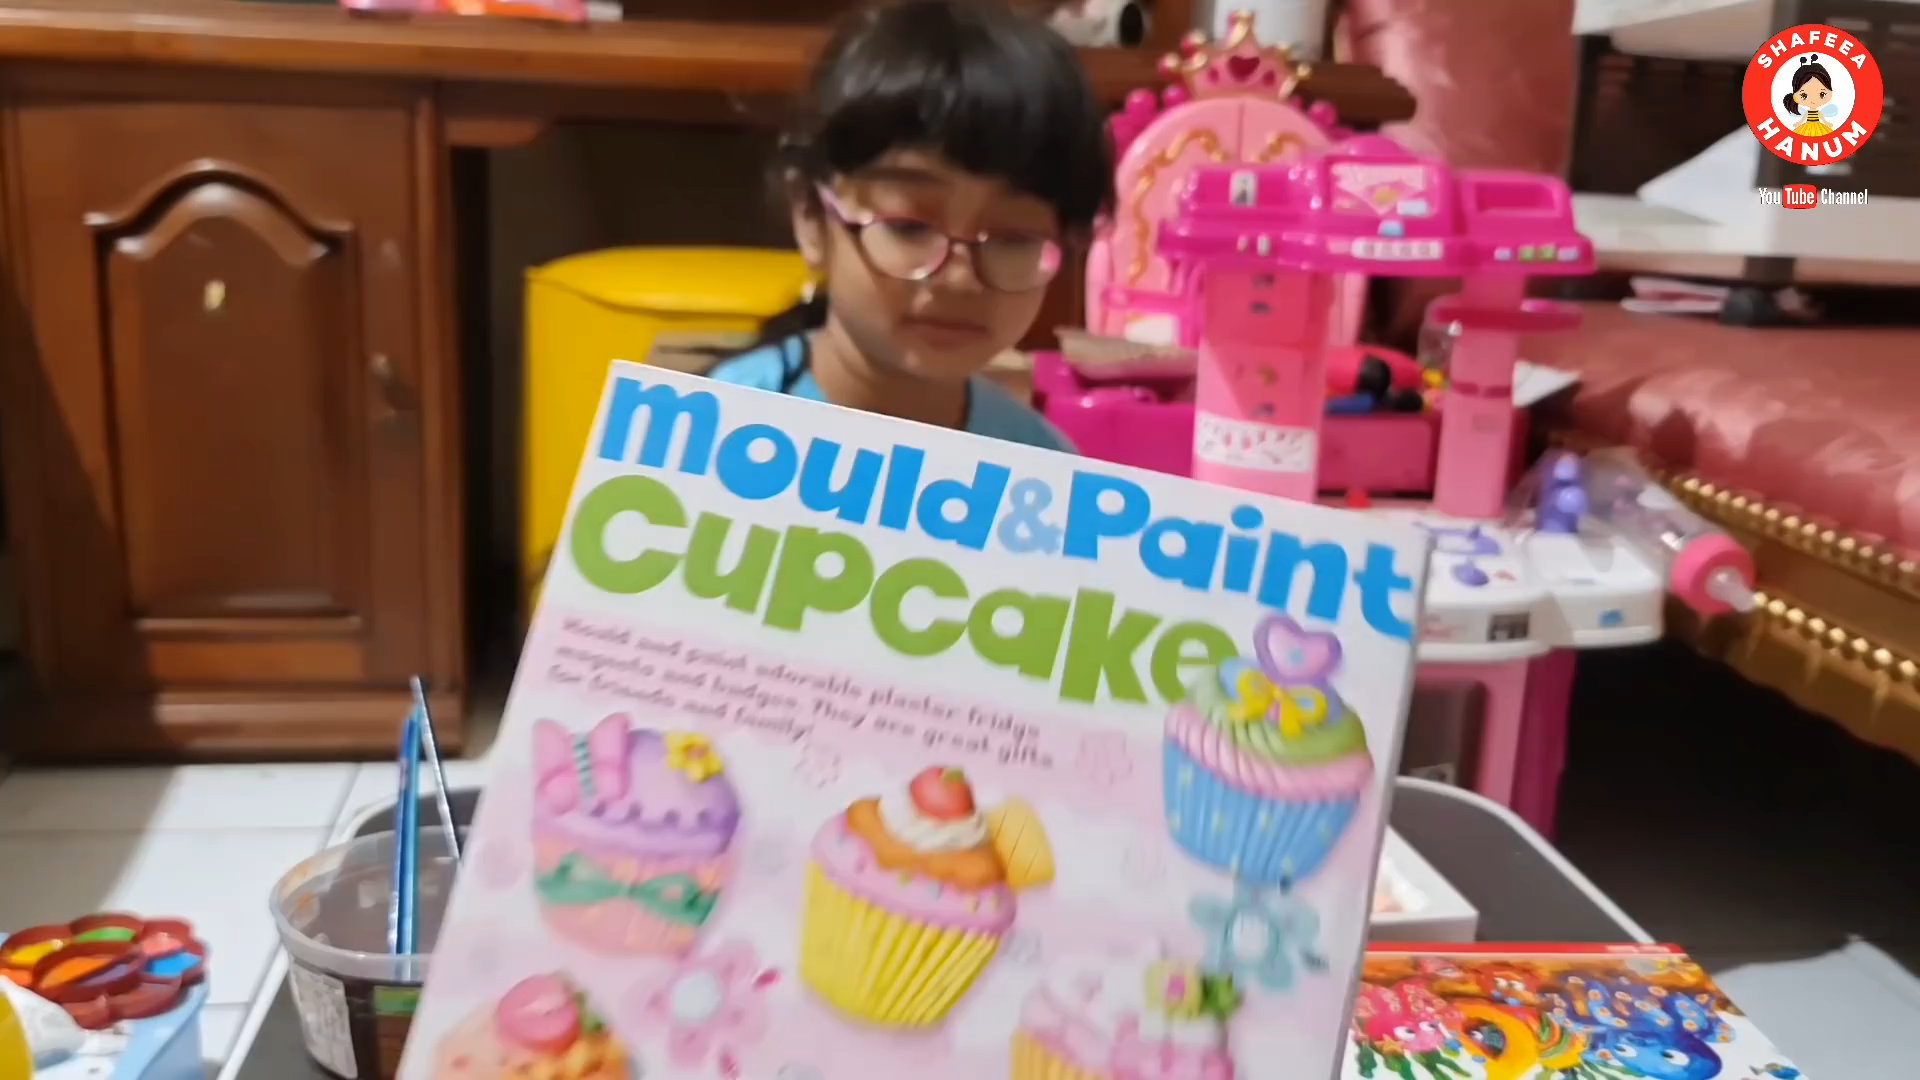 SHAFEEA
HANUM
YouTube Channel
mould&Paint
Cupcake
Mould and paint adorable plaster fridge
magnets and badges. They are great gifts
for friends and family!